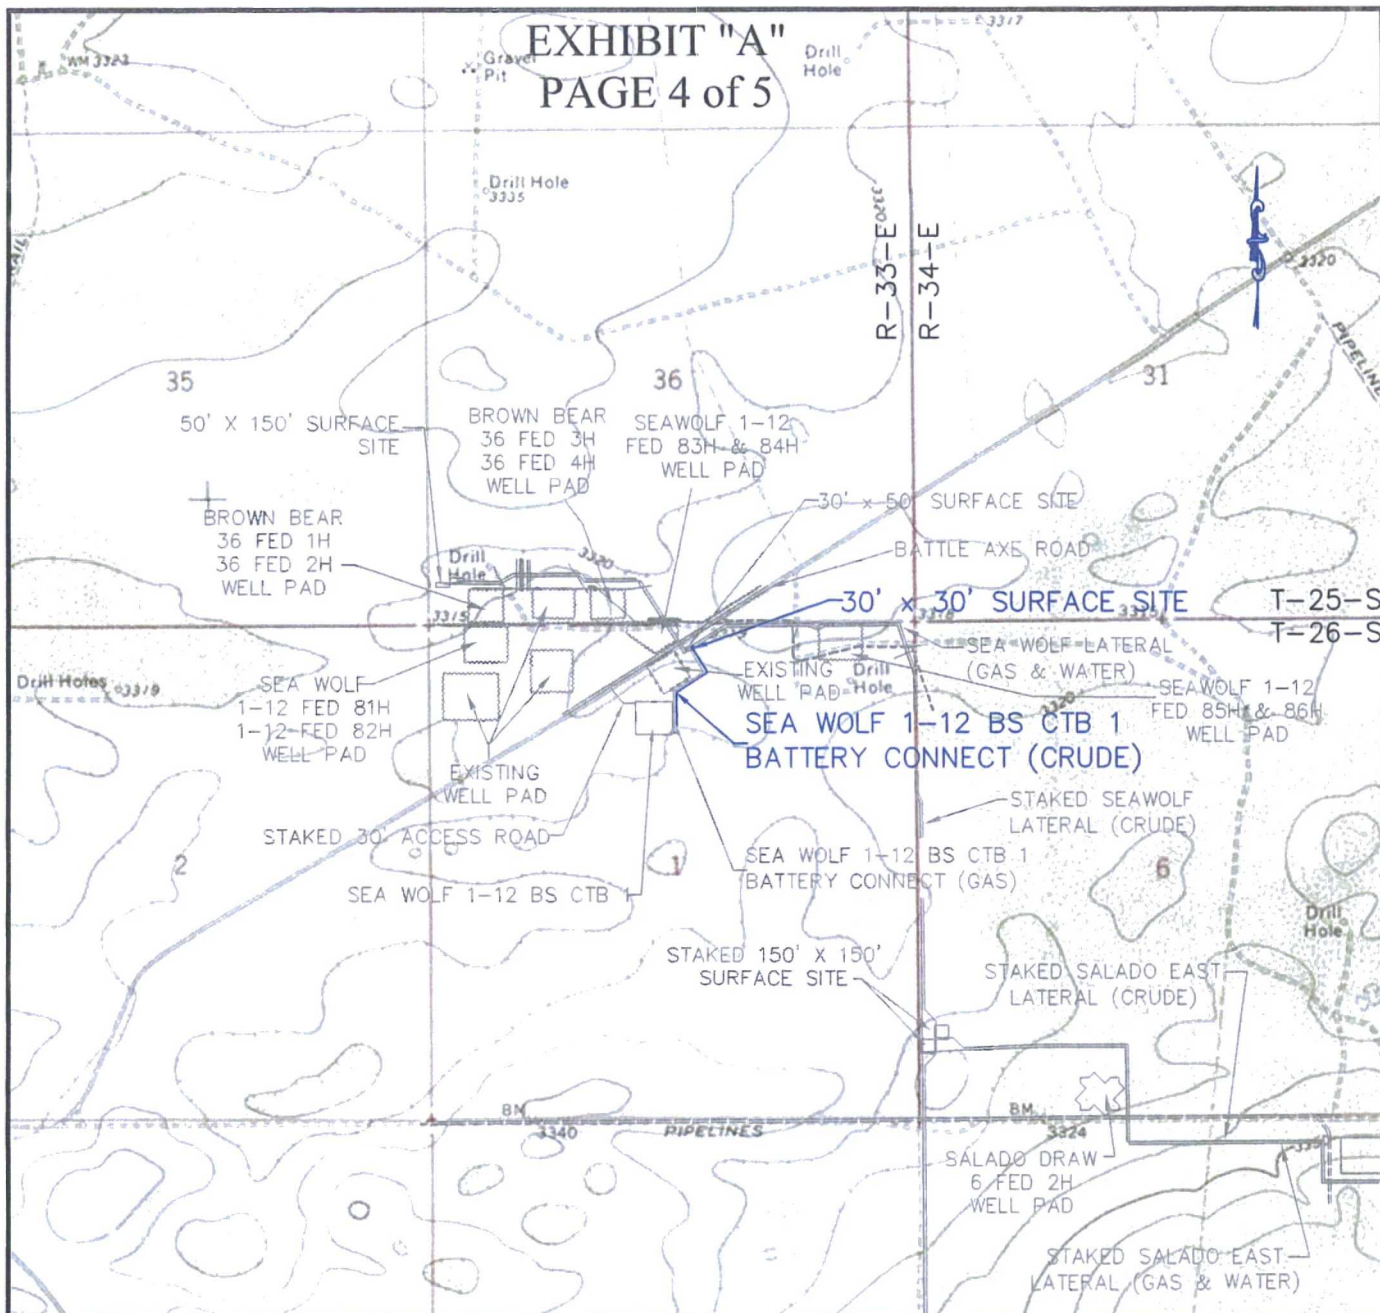 EXHIBIT "A"
PAGE 4 of 5
WM 3323
Gravel
Pit
Drill
Hole
3317
Drill Hole
3335
3320
R-33-E
R-34-E
3320
PIPELINE
35
36
31
50' X 150' SURFACE
SITE
BROWN BEAR
36 FED 3H
36 FED 4H
WELL PAD
SEAWOLF 1-12
FED 83H & 84H
WELL PAD
30' x 50' SURFACE SITE
BROWN BEAR
36 FED 1H
36 FED 2H
WELL PAD
BATTLE AXE ROAD
Drill
Hole
3320
3315
30' x 30' SURFACE SITE
3318
T-25-S
T-26-S
SEA WOLF LATERAL
(GAS & WATER)
Drill Holes
3319
SEA WOLF
1-12 FED 81H
1-12 FED 82H
WELL PAD
EXISTING
WELL PAD
Drill
Hole
3320
SEAWOLF 1-12
FED 85H & 86H
WELL PAD
SEA WOLF 1-12 BS CTB 1
BATTERY CONNECT (CRUDE)
EXISTING
WELL PAD
STAKED SEAWOLF
LATERAL (CRUDE)
STAKED 30' ACCESS ROAD
2
1
6
SEA WOLF 1-12 BS CTB 1
BATTERY CONNECT (GAS)
SEA WOLF 1-12 BS CTB 1
Drill
Hole
STAKED 150' X 150'
SURFACE SITE
STAKED SALADO EAST
LATERAL (CRUDE)
BM
3340
PIPELINES
BM
3324
SALADO DRAW
6 FED 2H
WELL PAD
STAKED SALADO EAST
LATERAL (GAS & WATER)